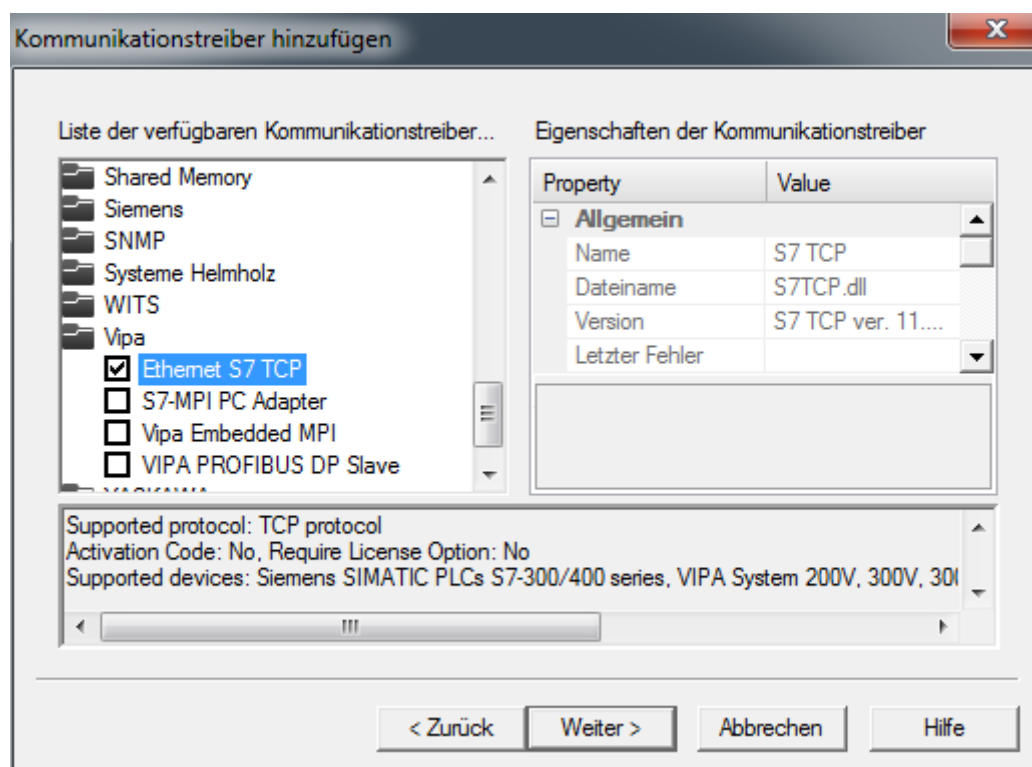 Kommunikationstreiber hinzufügen
Liste der verfügbaren Kommunikationstreiber...
Shared Memory
Siemens
SNMP
Systeme Helmholz
WITS
Vipa
Ethernet S7 TCP
S7-MPI PC Adapter
Vipa Embedded MPI
VIPA PROFIBUS DP Slave
Eigenschaften der Kommunikationstreiber
Property Value
Allgemein
Name S7 TCP
Dateiname S7TCP.dll
Version S7 TCP ver. 11....
Letzter Fehler
Supported protocol: TCP protocol
Activation Code: No, Require License Option: No
Supported devices: Siemens SIMATIC PLCs S7-300/400 series, VIPA System 200V, 300V,
< Zurück
Weiter >
Abbrechen
Hilfe